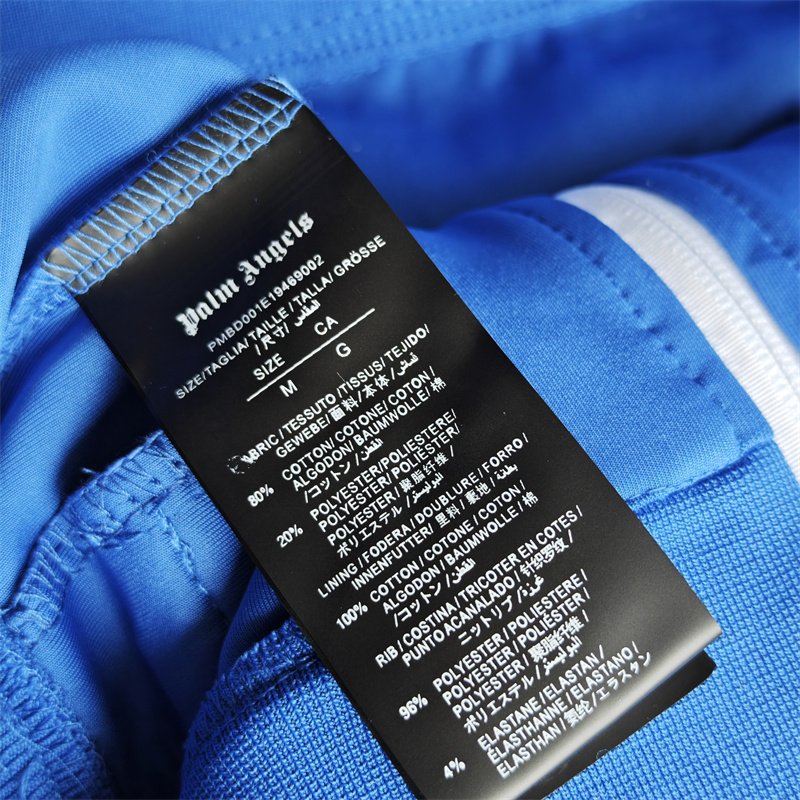 Palm Angels
PMBD001E19469002
SIZE/TAGLIA/TAILLE/TALLA/GRÖSSE
/尺寸/المقاس
SIZE CA
M G
FABRIC/TESSUTO/TISSUS/TEJIDO/
GEWEBE/面料/本体/قماش
80% COTTON/COTONE/COTON/
ALGODON/BAUMWOLLE/棉
/コットン/القطن
20% POLYESTER/POLIESTERE/
POLYESTER/POLIESTER/
POLYESTER/聚脂纤维/
ポリエステル/البوليستر
LINING/FODERA/DOUBLURE/FORRO/
INNENFUTTER/里料/敷地/بطانة
100% COTTON/COTONE/COTON/
ALGODON/BAUMWOLLE/棉
/コットン/القطن
RIB/COSTINA/TRICOTER EN COTES/
PUNTO ACANALADO/针织罗纹/
ニットリブ/
96% POLYESTER/POLIESTERE/
POLYESTER/POLIESTER/
POLYESTER/聚脂纤维/
ポリエステル/البوليستر
4% ELASTANE/ELASTAN/
ELASTHANNE/ELASTANO/
ELASTHAN/氨纶/エラスタン